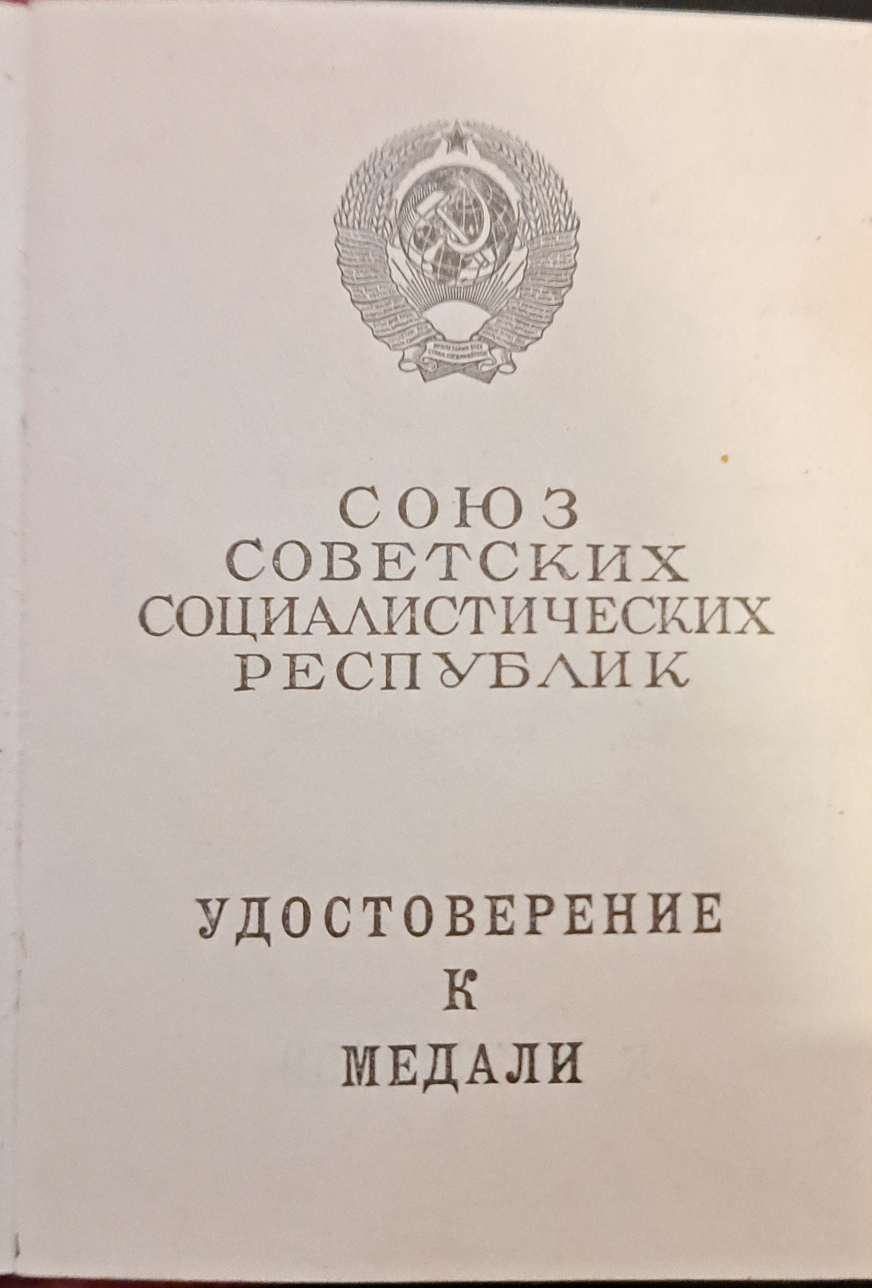 СОЮЗ
СОВЕТСКИХ
СОЦИАЛИСТИЧЕСКИХ
РЕСПУБЛИК
УДОСТОВЕРЕНИЕ
К
МЕДАЛИ